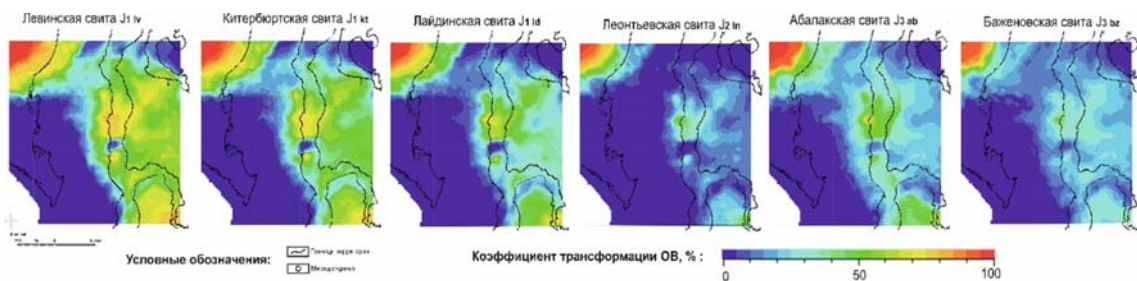 Левинская свита J₁ lv
Китербюртская свита J₁ kt
Лайдинская свита J₁ ld
Леонтьевская свита J₂ ln
Абалакская свита J₃ ab
Баженовская свита J₃ bz
Условные обозначения:
Коэффициент трансформации ОВ, % :
0
50
100